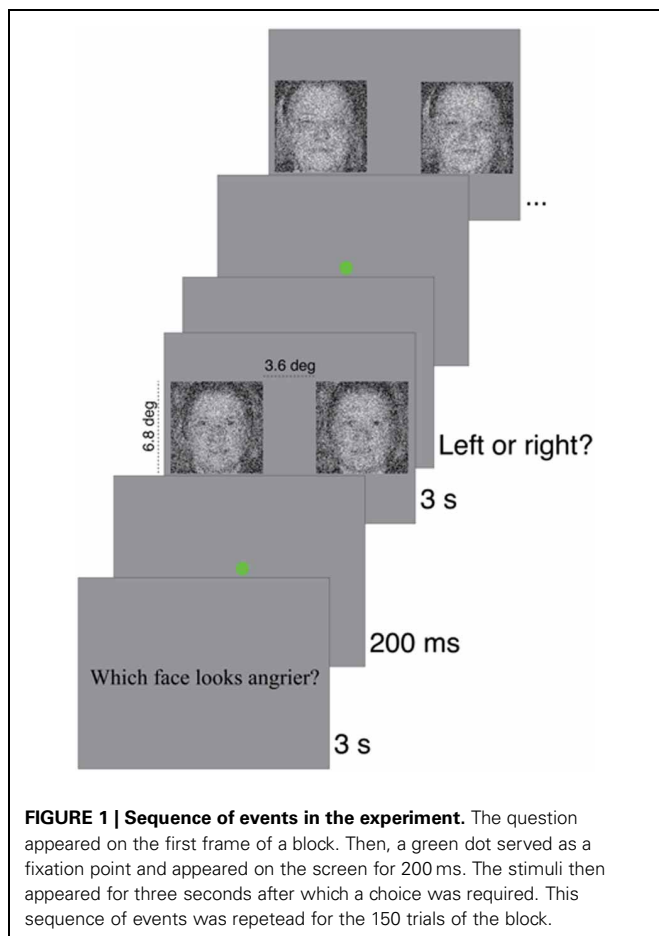 ...
3.6 deg
6.8 deg
Left or right?
3 s
200 ms
Which face looks angrier?
3 s
FIGURE 1 | Sequence of events in the experiment. The question
appeared on the first frame of a block. Then, a green dot served as a
fixation point and appeared on the screen for 200 ms. The stimuli then
appeared for three seconds after which a choice was required. This
sequence of events was repetead for the 150 trials of the block.